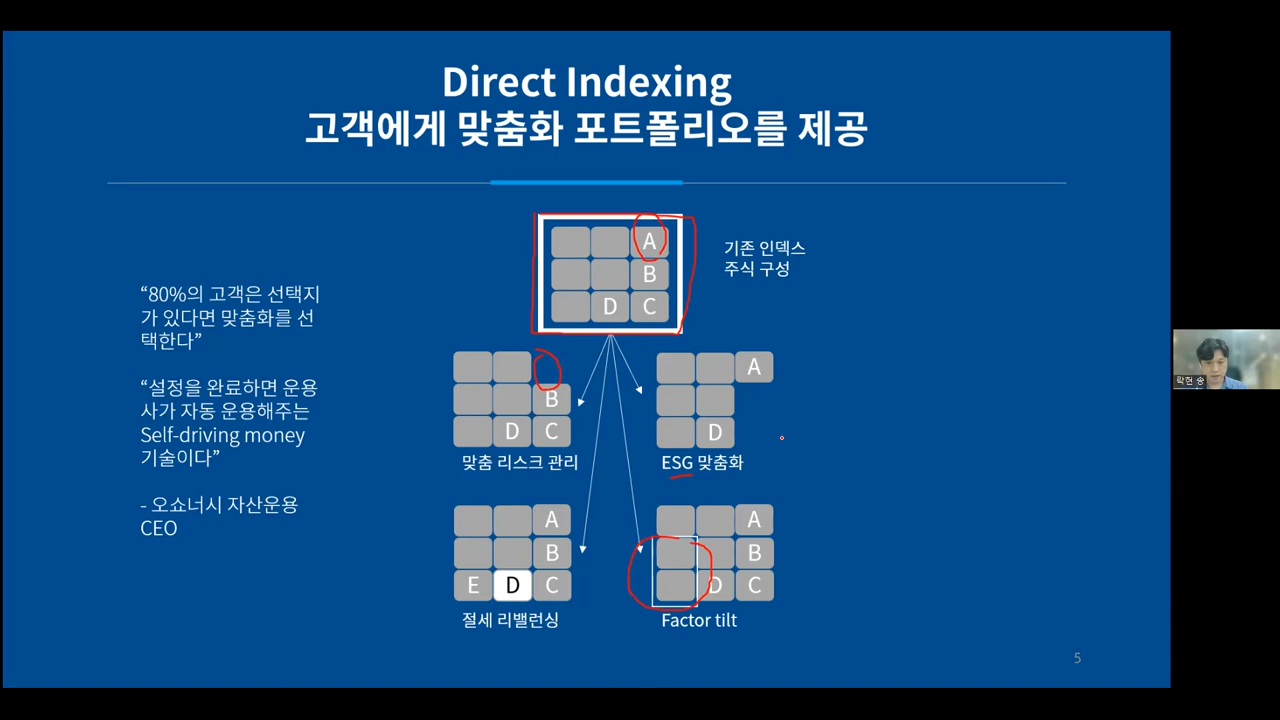 Direct Indexing
고객에게 맞춤화 포트폴리오를 제공
“80%의 고객은 선택지
가 있다면 맞춤화를 선
택한다”
“설정을 완료하면 운용
사가 자동 운용해주는
Self-driving money
기술이다”
- 오쇼너시 자산운용
CEO
A
B
D C
기존 인덱스
주식 구성
B
D C
맞춤 리스크 관리
A
D
ESG 맞춤화
A
B
E D C
절세 리밸런싱
A
B
D C
Factor tilt
5
락현 송